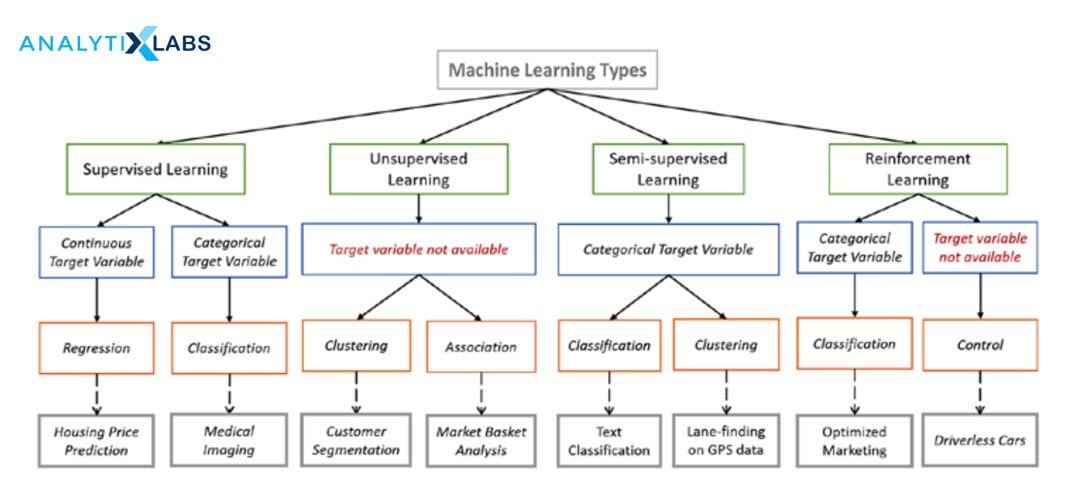 ANALYTIXLABS
Machine Learning Types
Supervised Learning
Unsupervised
Learning
Semi-supervised
Learning
Reinforcement
Learning
Continuous
Target Variable
Categorical
Target Variable
Target variable not available
Categorical Target Variable
Categorical
Target Variable
Target variable
not available
Regression
Classification
Clustering
Association
Classification
Clustering
Classification
Control
Housing Price
Prediction
Medical
Imaging
Customer
Segmentation
Market Basket
Analysis
Text
Classification
Lane-finding
on GPS data
Optimized
Marketing
Driverless Cars